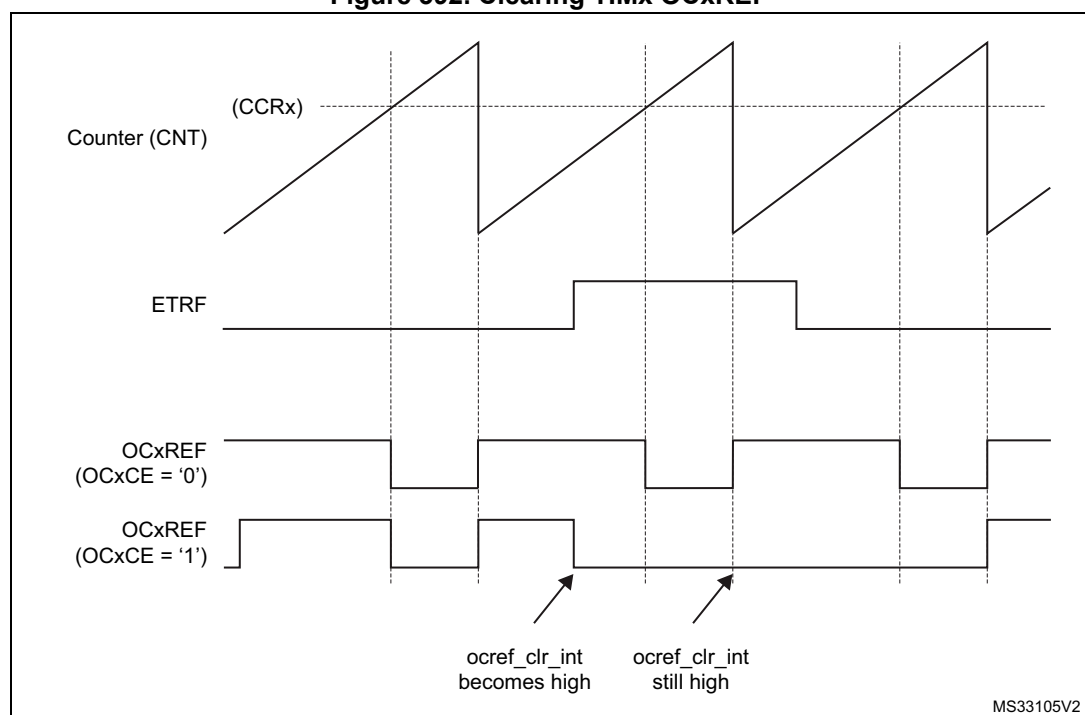 Figure Clearing TIMx OCxREF
(CCRx)
Counter (CNT)
ETRF
OCxREF
(OCxCE = ‘0’)
OCxREF
(OCxCE = ‘1’)
ocref_clr_int
becomes high
ocref_clr_int
still high
MS33105V2